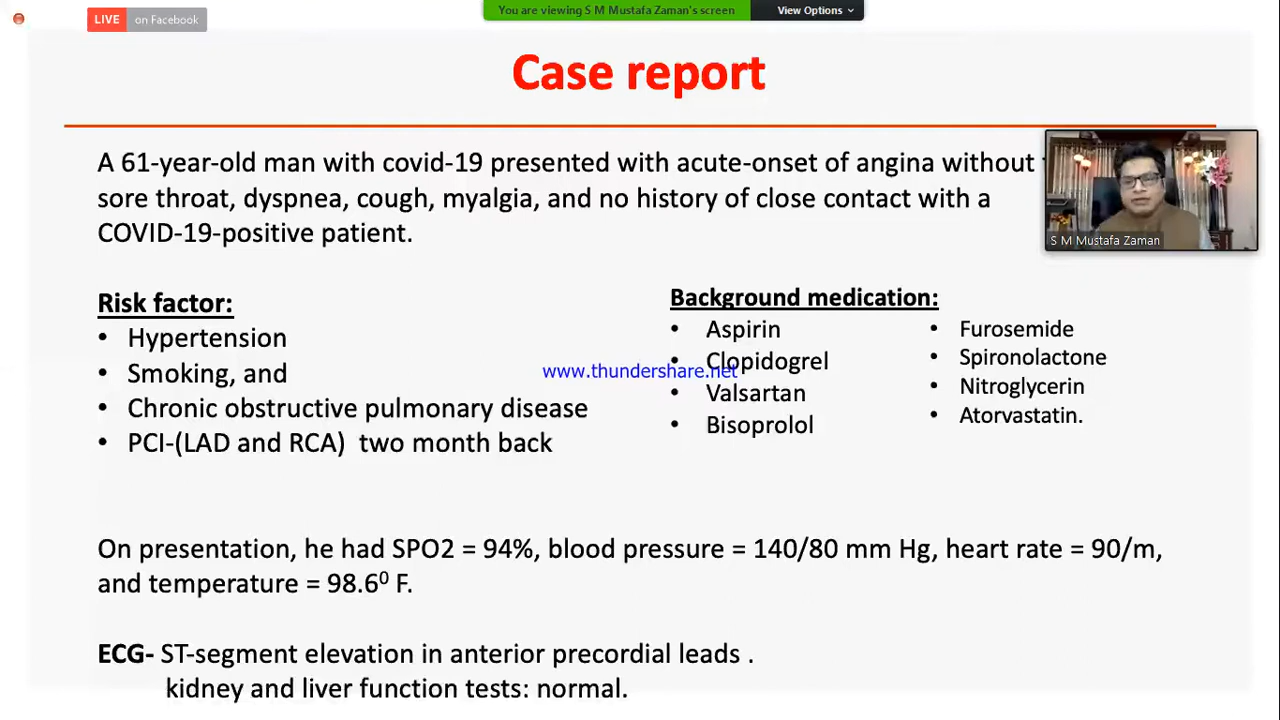 LIVE on Facebook
You are viewing S M Mustafa Zaman's screen
View Options
Case report
A 61-year-old man with covid-19 presented with acute-onset of angina without
sore throat, dyspnea, cough, myalgia, and no history of close contact with a
COVID-19-positive patient.
S M Mustafa Zaman
Risk factor:
• Hypertension
• Smoking, and
• Chronic obstructive pulmonary disease
• PCI-(LAD and RCA) two month back
Background medication:
• Aspirin
• Clopidogrel
• Valsartan
• Bisoprolol
• Furosemide
• Spironolactone
• Nitroglycerin
• Atorvastatin.
www.thundershare.net
On presentation, he had SPO2 = 94%, blood pressure = 140/80 mm Hg, heart rate = 90/m,
and temperature = 98.6⁰ F.
ECG- ST-segment elevation in anterior precordial leads .
kidney and liver function tests: normal.